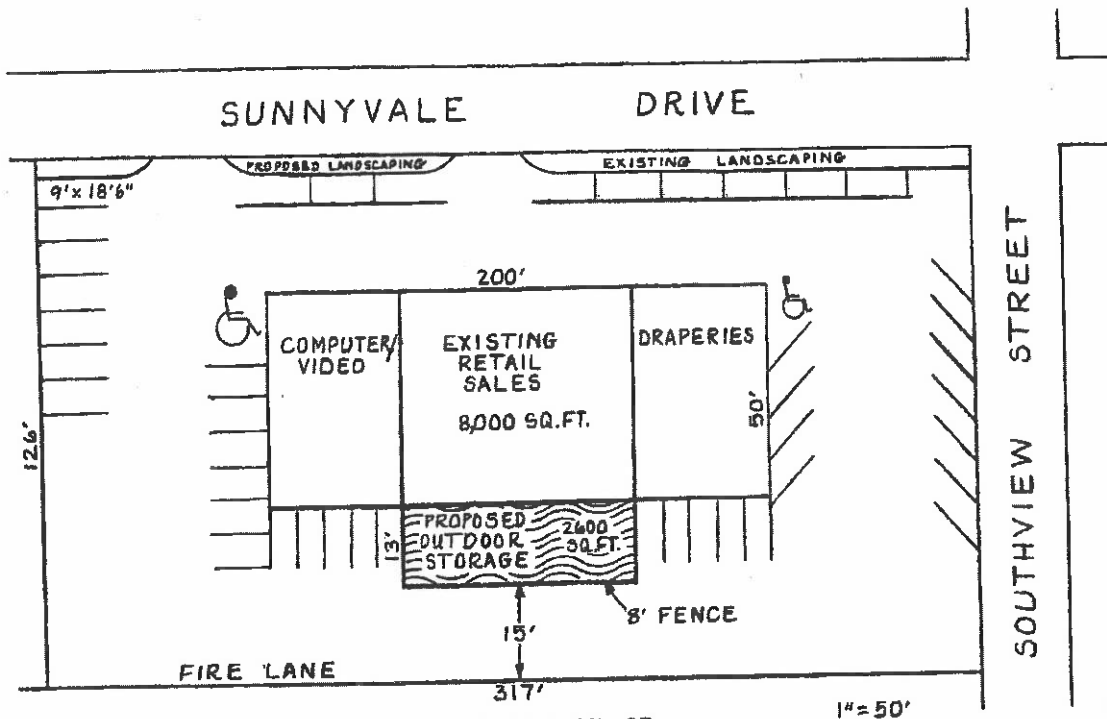 SUNNYVALE DRIVE
PROPOSED LANDSCAPING
EXISTING LANDSCAPING
9'x 18'6"
200'
COMPUTER/
VIDEO
EXISTING
RETAIL
SALES
8,000 SQ.FT.
DRAPERIES
50'
126'
SOUTHVIEW STREET
PROPOSED
OUTDOOR
STORAGE
2600
SQ.FT.
13'
8' FENCE
15'
FIRE LANE
317'
1"=50'